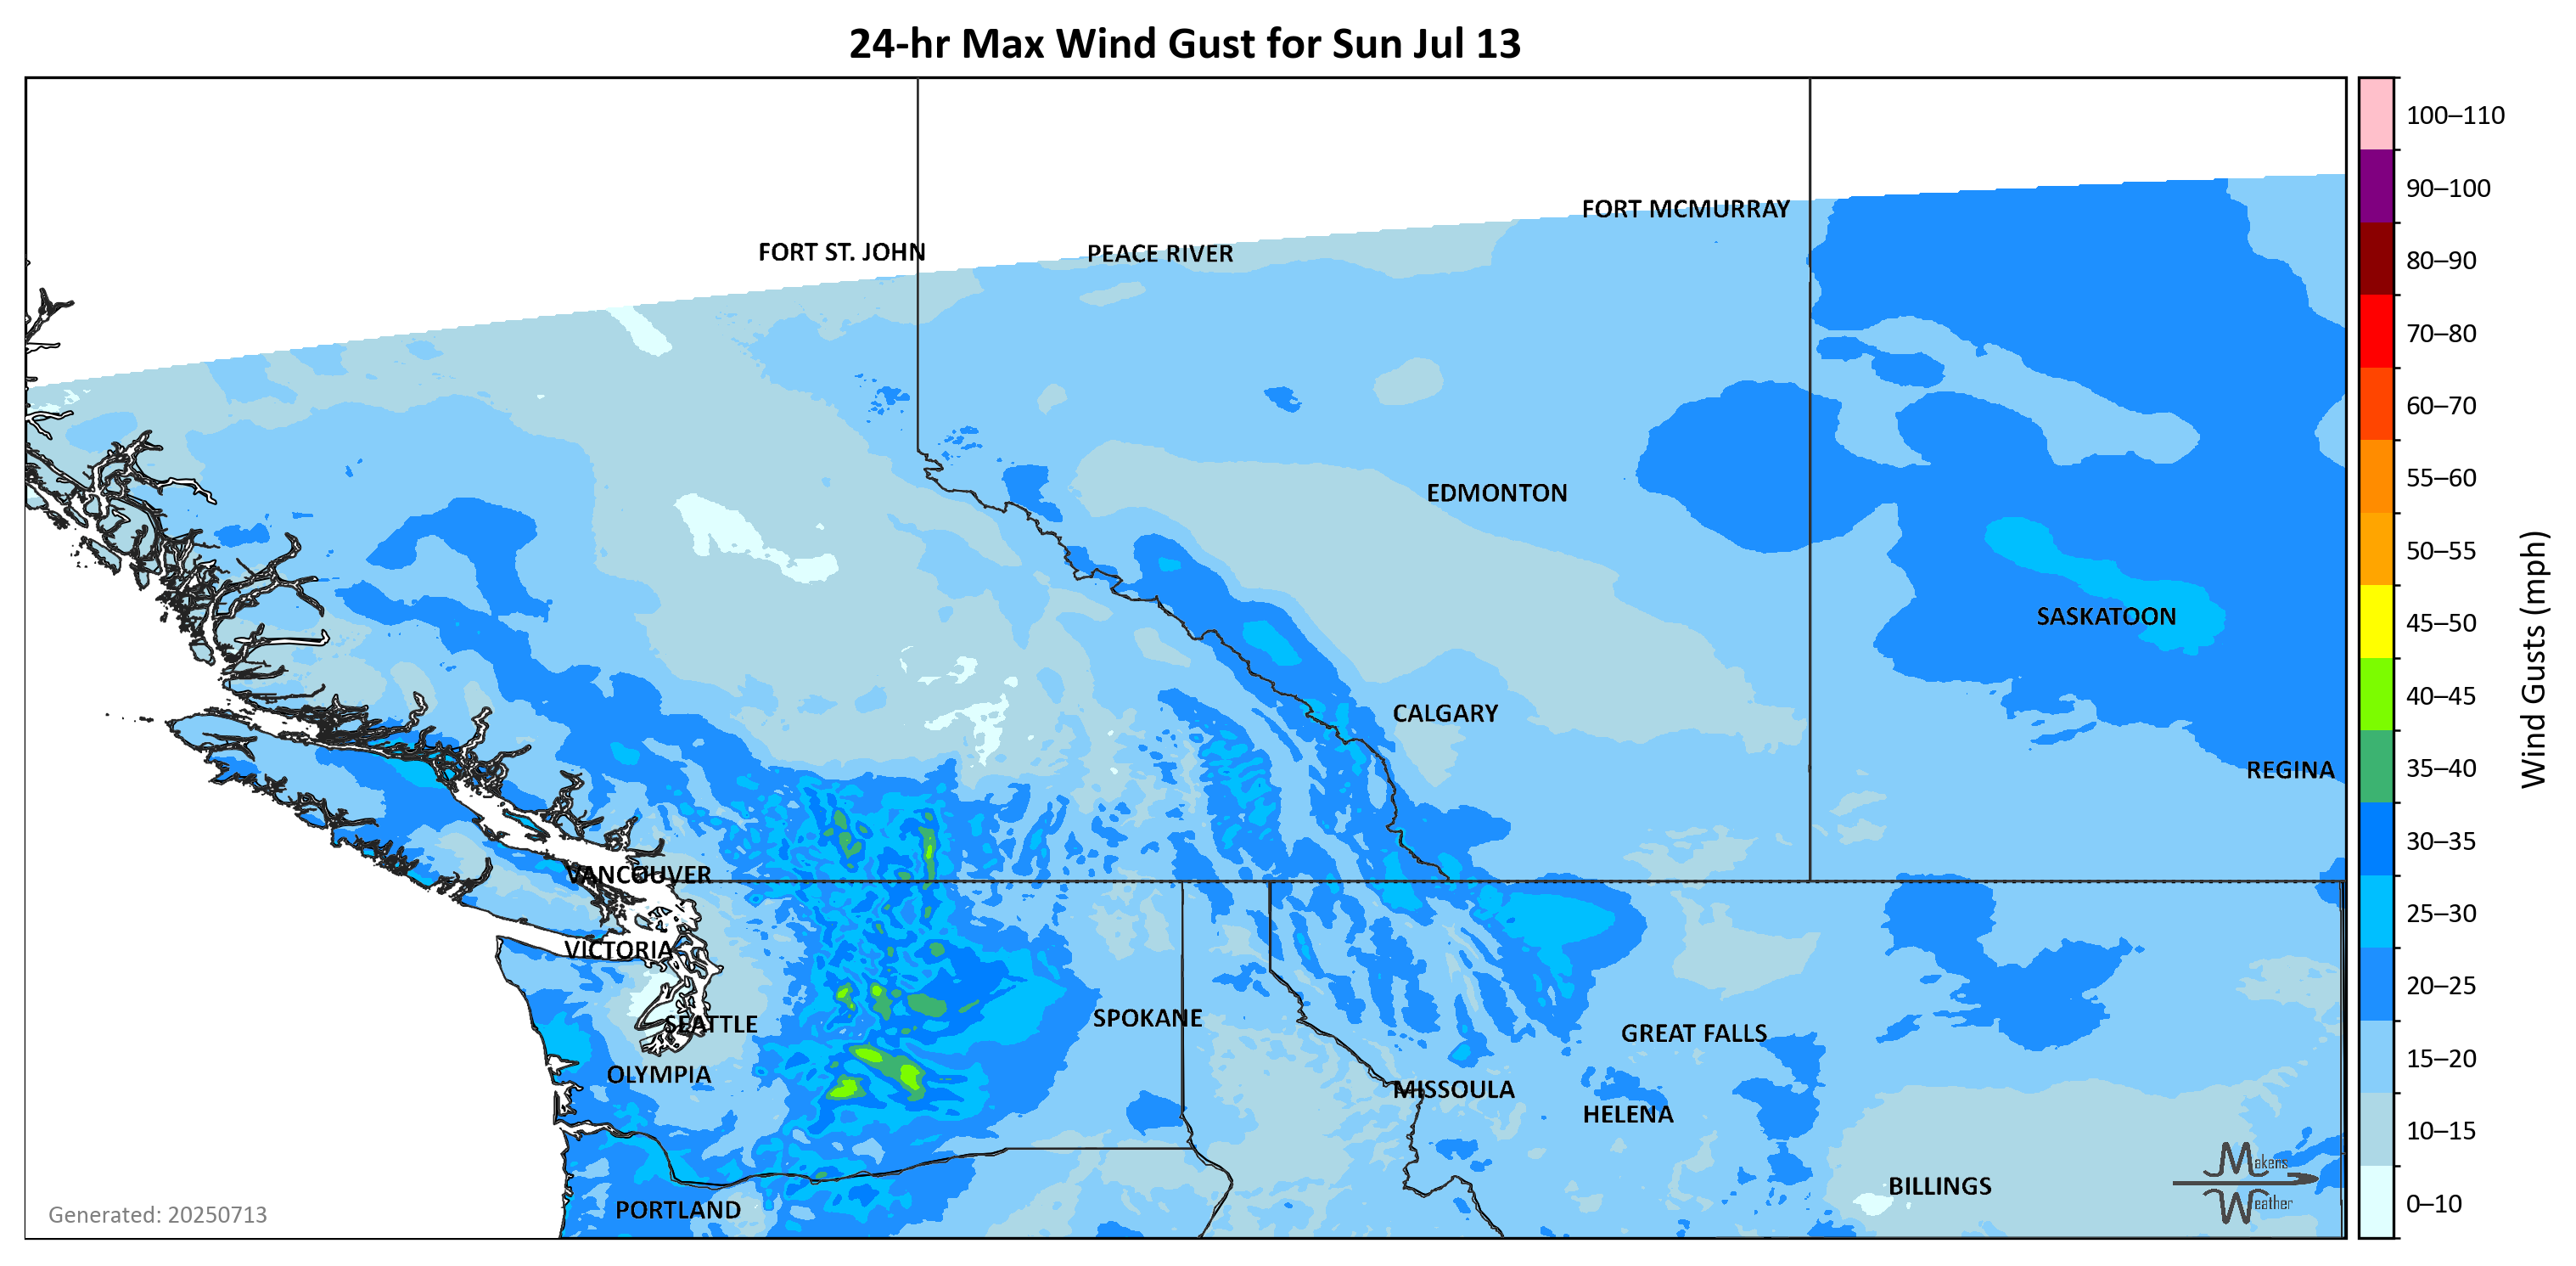 24-hr Max Wind Gust for Sun Jul 13
100–110
FORT MCMURRAY
90–100
FORT ST. JOHN
PEACE RIVER
80–90
70–80
60–70
EDMONTON
55–60
50–55
SASKATOON
45–50
Wind Gusts (mph)
CALGARY
40–45
REGINA
35–40
30–35
VANCOUVER
25–30
VICTORIA
20–25
SPOKANE
SEATTLE
GREAT FALLS
15–20
OLYMPIA
MISSOULA
HELENA
10–15
Makens
Weather
BILLINGS
PORTLAND
0–10
Generated: 20250713